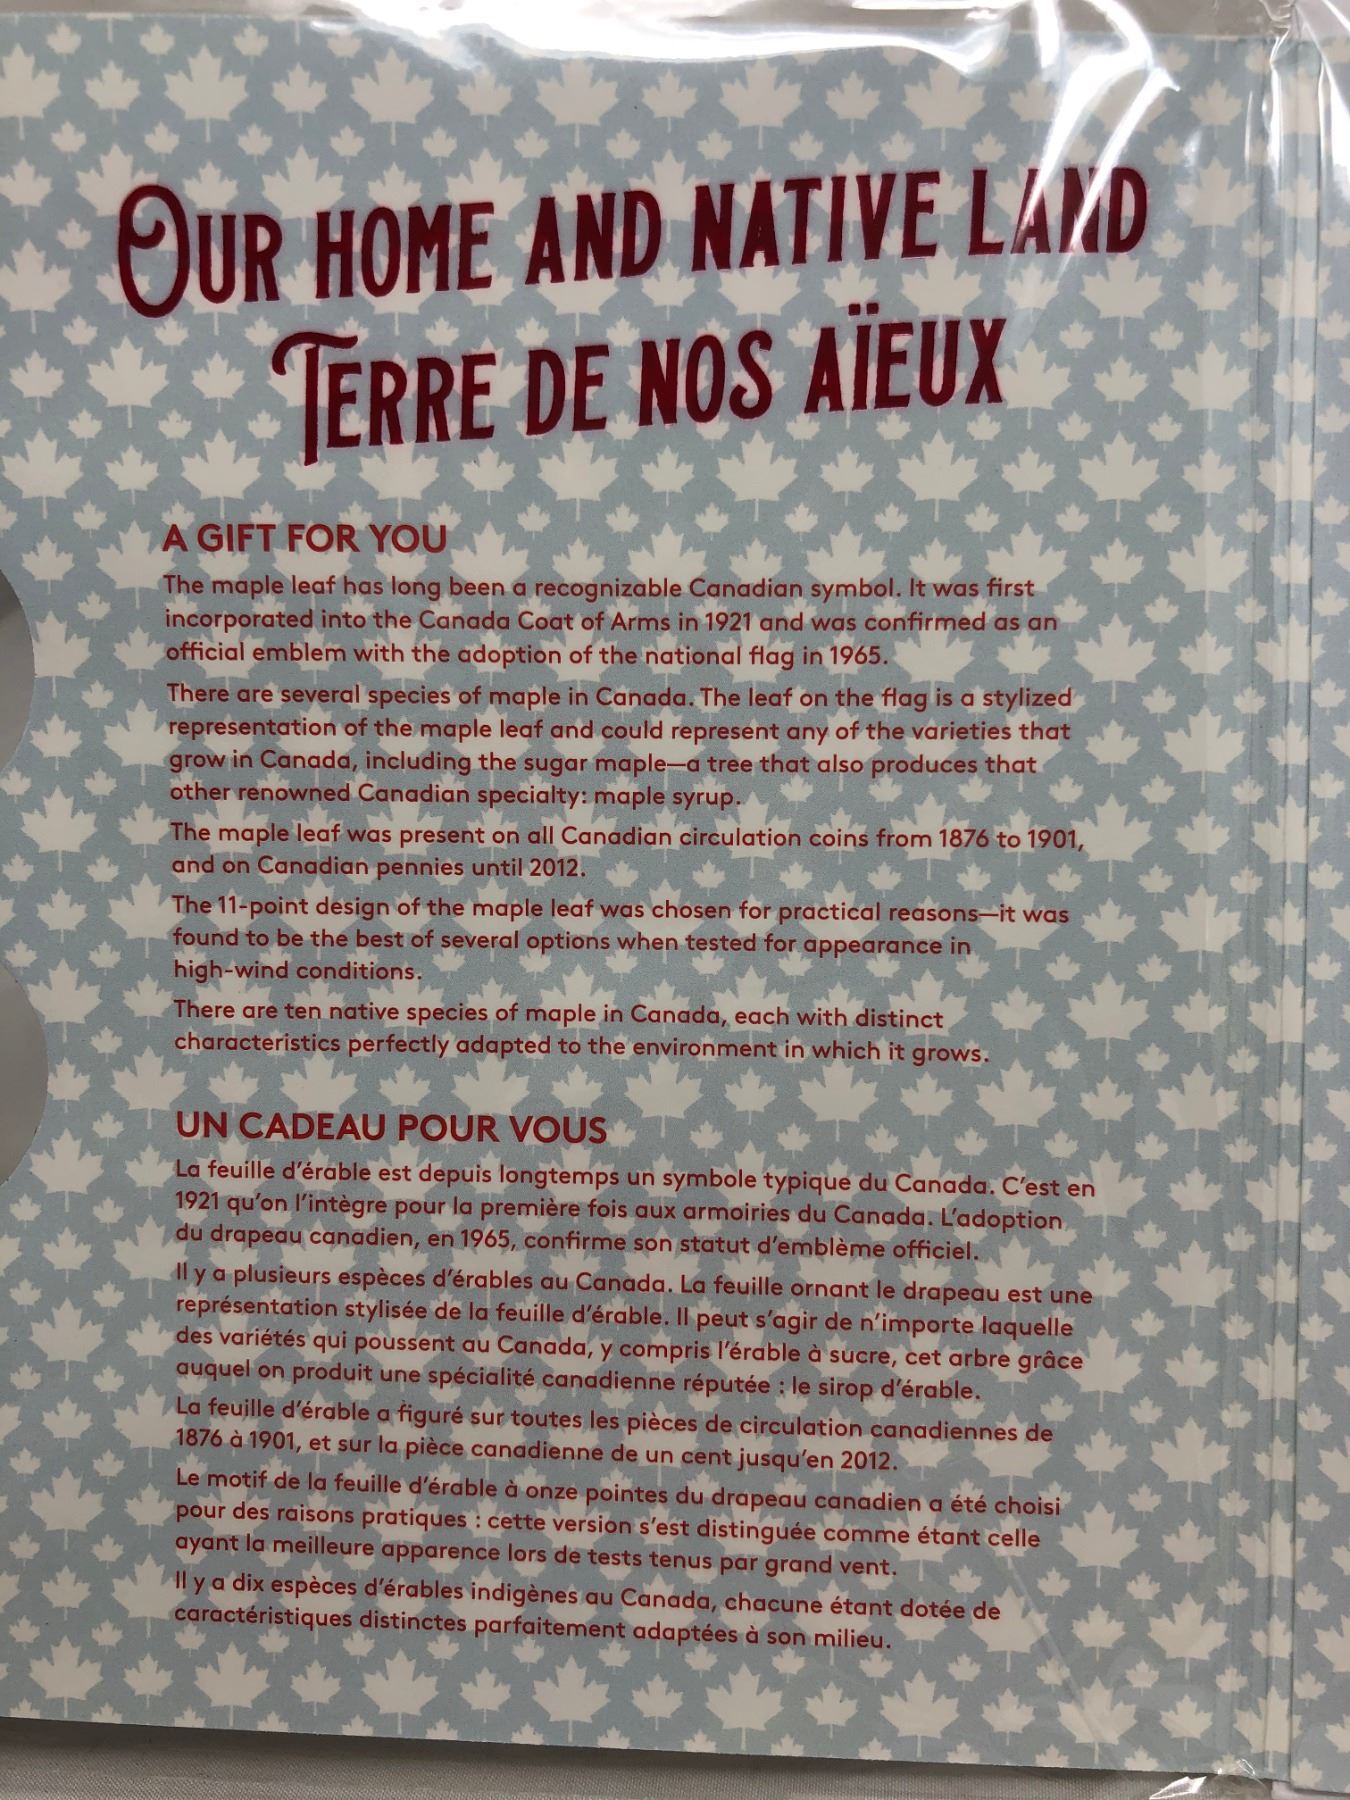 OUR HOME AND NATIVE LAND
TERRE DE NOS AÏEUX
A GIFT FOR YOU
The maple leaf has long been a recognizable Canadian symbol. It was first
incorporated into the Canada Coat of Arms in 1921 and was confirmed as an
official emblem with the adoption of the national flag in 1965.
There are several species of maple in Canada. The leaf on the flag is a stylized
representation of the maple leaf and could represent any of the varieties that
grow in Canada, including the sugar maple—a tree that also produces that
other renowned Canadian specialty: maple syrup.
The maple leaf was present on all Canadian circulation coins from 1876 to 1901,
and on Canadian pennies until 2012.
The 11-point design of the maple leaf was chosen for practical reasons—it was
found to be the best of several options when tested for appearance in
high-wind conditions.
There are ten native species of maple in Canada, each with distinct
characteristics perfectly adapted to the environment in which it grows.
UN CADEAU POUR VOUS
La feuille d'érable est depuis longtemps un symbole typique du Canada. C'est en
1921 qu'on l'intègre pour la première fois aux armoiries du Canada. L'adoption
du drapeau canadien, en 1965, confirme son statut d'emblème officiel.
Il y a plusieurs espèces d'érables au Canada. La feuille ornant le drapeau est une
représentation stylisée de la feuille d'érable. Il peut s'agir de n'importe laquelle
des variétés qui poussent au Canada, y compris l'érable à sucre, cet arbre grâce
auquel on produit une spécialité canadienne réputée : le sirop d'érable.
La feuille d'érable a figuré sur toutes les pièces de circulation canadiennes de
1876 à 1901, et sur la pièce canadienne de un cent jusqu'en 2012.
Le motif de la feuille d'érable à onze pointes du drapeau canadien a été choisi
pour des raisons pratiques : cette version s'est distinguée comme étant celle
ayant la meilleure apparence lors de tests tenus par grand vent.
Il y a dix espèces d'érables indigènes au Canada, chacune étant dotée de
caractéristiques distinctes parfaitement adaptées à son milieu.